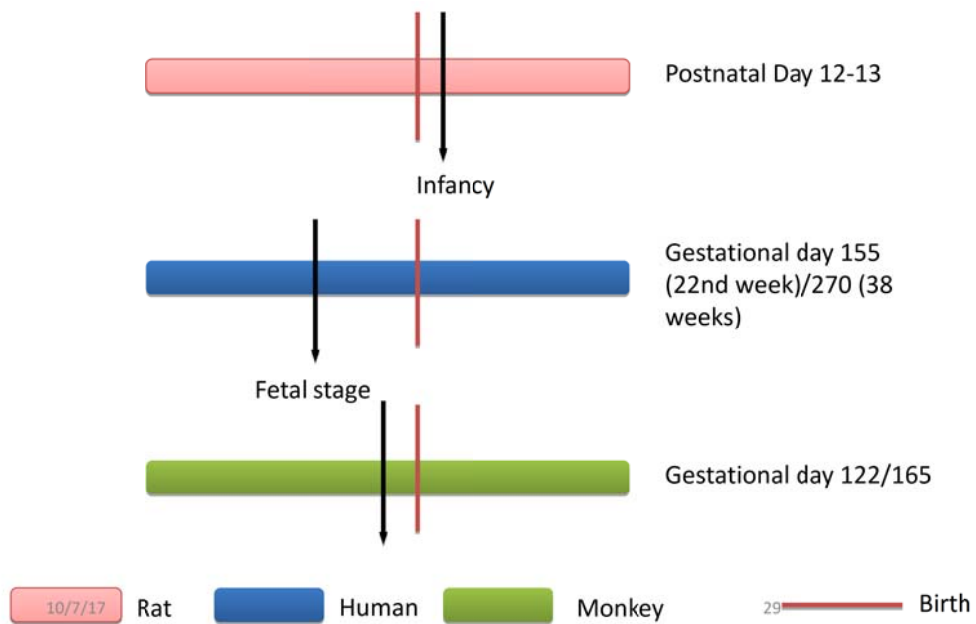 Postnatal Day 12-13
Infancy
Gestational day 155
(22nd week)/270 (38
weeks)
Fetal stage
Gestational day 122/165
10/7/17
Rat
Human
Monkey
29
Birth